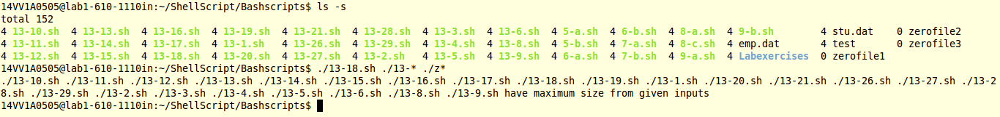 14VV1A0505@lab1-610-1110in:~/ShellScript/Bashscripts$ ls -s
total 152
4 13-10.sh 4 13-13.sh 4 13-16.sh 4 13-19.sh 4 13-21.sh 4 13-28.sh 4 13-3.sh 4 13-6.sh 4 5-a.sh 4 6-b.sh 4 8-a.sh 4 9-b.sh 4 stu.dat 0 zerofile2
4 13-11.sh 4 13-14.sh 4 13-17.sh 4 13-1.sh 4 13-26.sh 4 13-29.sh 4 13-4.sh 4 13-8.sh 4 5-b.sh 4 7-a.sh 4 8-c.sh 4 emp.dat 4 test 0 zerofile3
4 13-12.sh 4 13-15.sh 4 13-18.sh 4 13-20.sh 4 13-27.sh 4 13-2.sh 4 13-5.sh 4 13-9.sh 4 6-a.sh 4 7-b.sh 4 9-a.sh 4 Labexercises 0 zerofile1
14VV1A0505@lab1-610-1110in:~/ShellScript/Bashscripts$ ./13-18.sh ./13-* ./z*
./13-10.sh ./13-11.sh ./13-12.sh ./13-13.sh ./13-14.sh ./13-15.sh ./13-16.sh ./13-17.sh ./13-18.sh ./13-19.sh ./13-1.sh ./13-20.sh ./13-21.sh ./13-26.sh ./13-27.sh ./13-2
8.sh ./13-29.sh ./13-2.sh ./13-3.sh ./13-4.sh ./13-5.sh ./13-6.sh ./13-8.sh ./13-9.sh have maximum size from given inputs
14VV1A0505@lab1-610-1110in:~/ShellScript/Bashscripts$